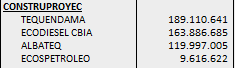 CONSTRUPROYEC
TEQUENDAMA 189.110.641
ECODIESEL CBIA 163.886.685
ALBATEQ 119.997.005
ECOSPETROLEO 9.616.622